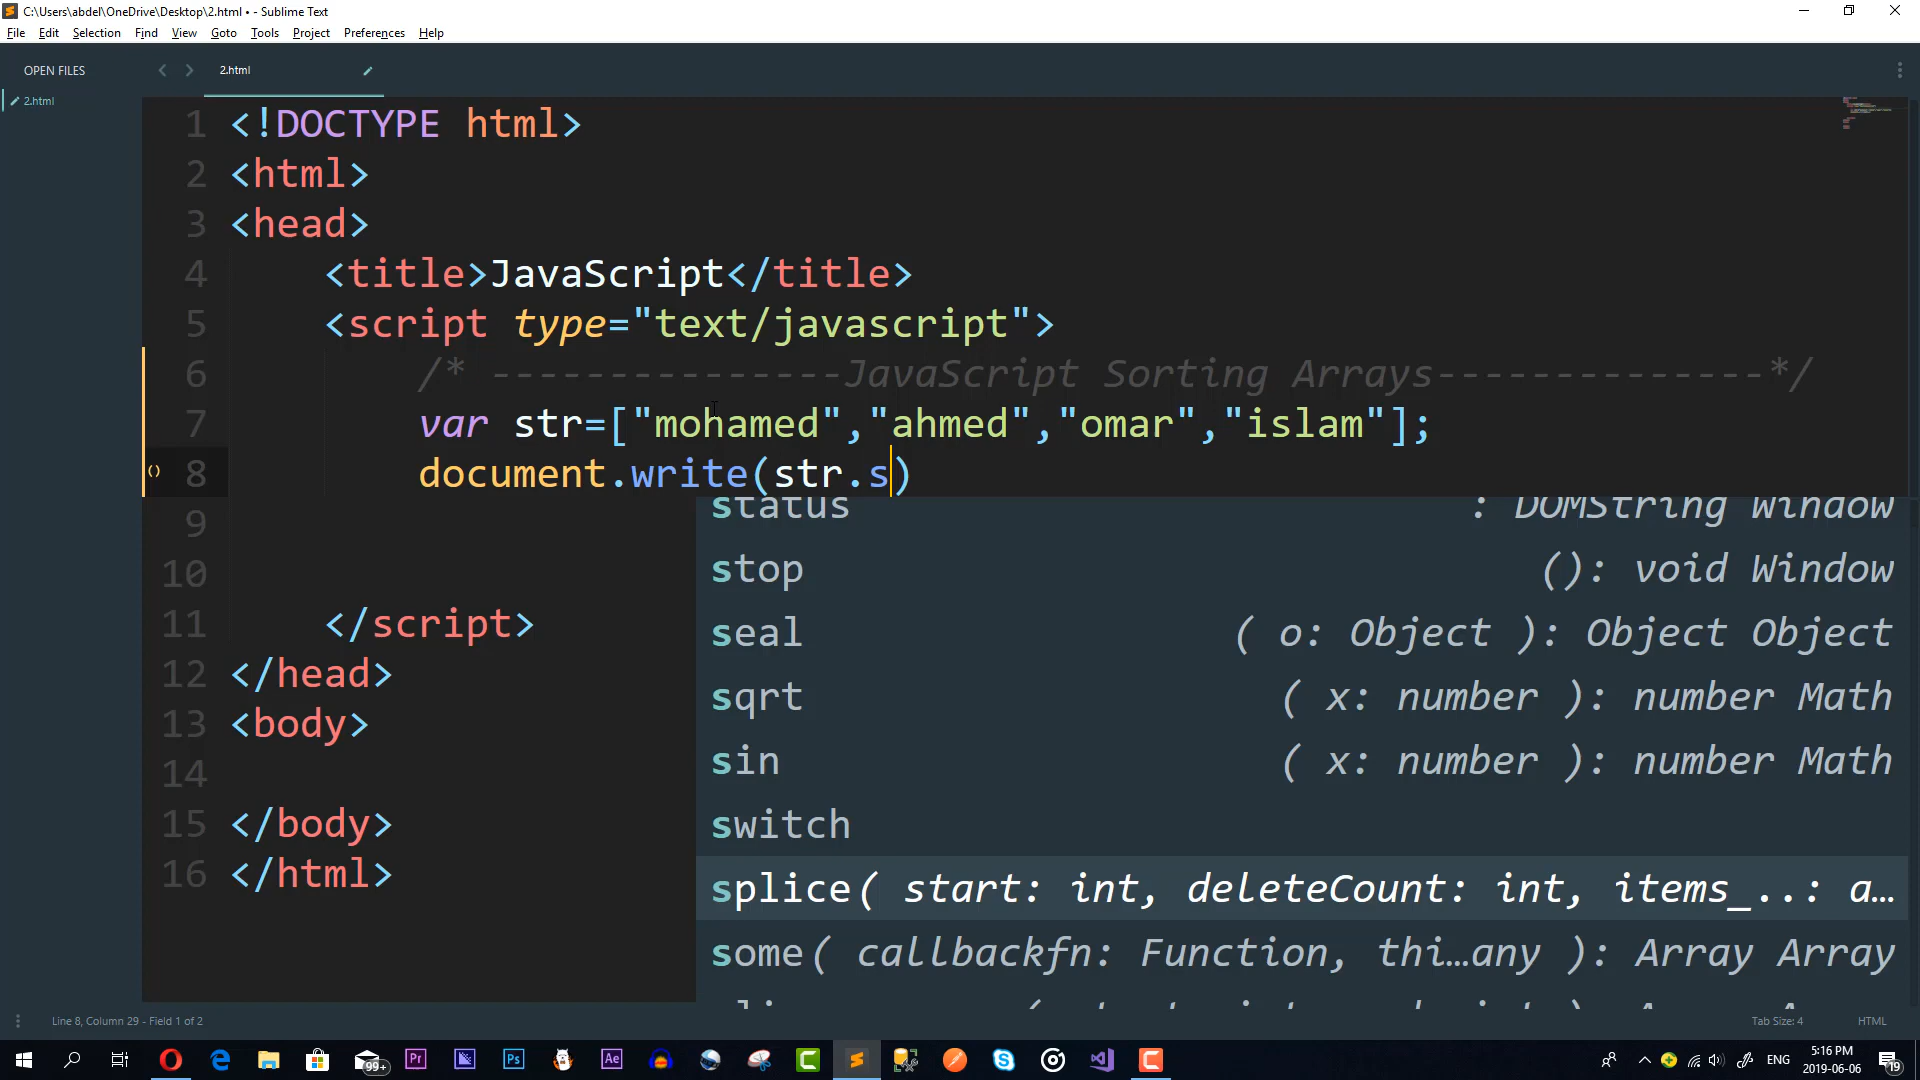 C:\Users\abdel\OneDrive\Desktop\2.html • - Sublime Text
File Edit Selection Find View Goto Tools Project Preferences Help
OPEN FILES
2.html
2.html
1 <!DOCTYPE html>
2 <html>
3 <head>
4 <title>JavaScript</title>
5 <script type="text/javascript">
6 /* ---------------JavaScript Sorting Arrays--------------*/
7 var str=["mohamed","ahmed","omar","islam"];
8 document.write(str.s)
9
10
11 </script>
12 </head>
13 <body>
14
15 </body>
16 </html>
status : DOMString Window
stop (): void Window
seal ( o: Object ): Object Object
sqrt ( x: number ): number Math
sin ( x: number ): number Math
switch
splice( start: int, deleteCount: int, items_..: a…
some( callbackfn: Function, thi…any ): Array Array
Line 8, Column 29 - Field 1 of 2
Tab Size: 4
HTML
99+
Pr
Ps
Ae
ENG
5:16 PM
2019-06-06
19